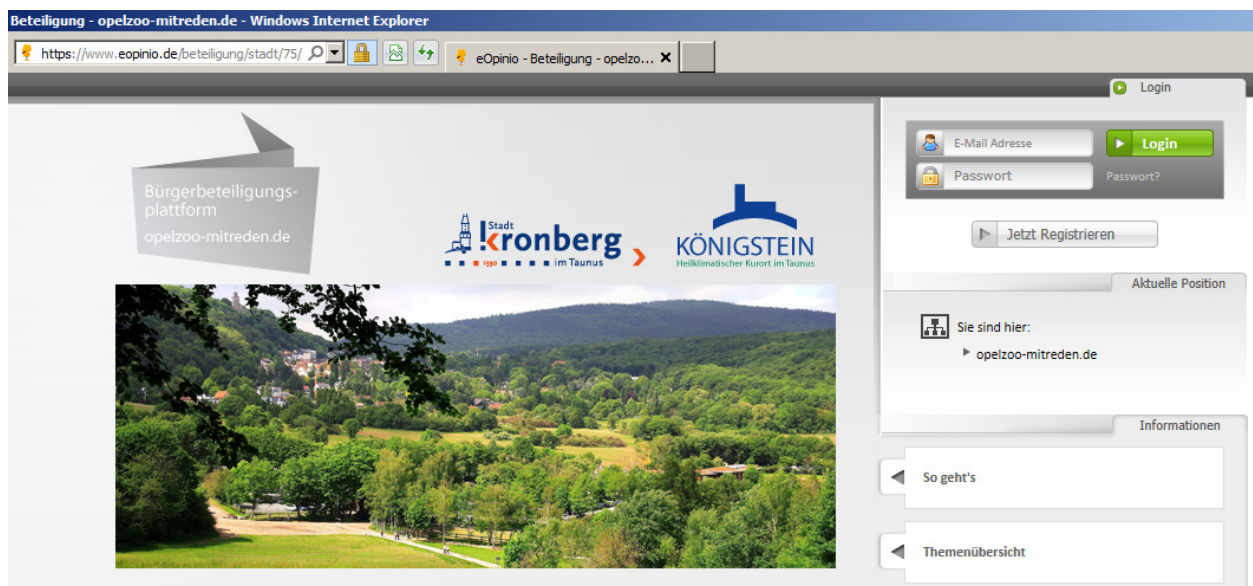 Beteiligung - opelzoo-mitreden.de - Windows Internet Explorer
https://www.eopinio.de/beteiligung/stadt/75/
eOpinio - Beteiligung - opelzo...
Login
E-Mail Adresse
Login
Passwort
Passwort?
Jetzt Registrieren
Bürgerbeteiligungs-
plattform
opelzoo-mitreden.de
Stadt
kronberg
1330
im Taunus
KÖNIGSTEIN
Heilklimatischer Kurort im Taunus
Aktuelle Position
Sie sind hier:
opelzoo-mitreden.de
Informationen
So geht's
Themenübersicht